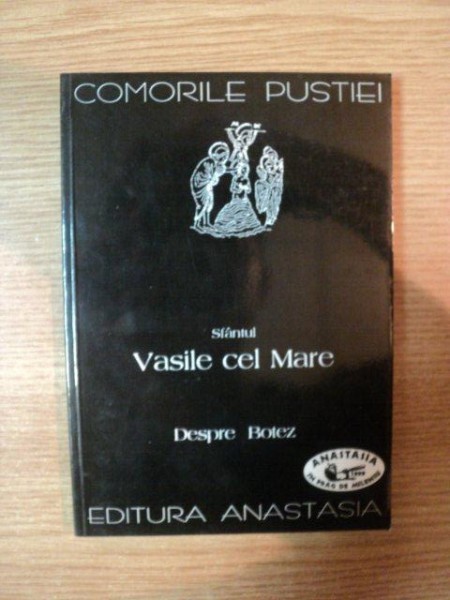 COMORILE PUSTIEI
Sfântul
Vasile cel Mare
Despre Botez
ANASTASIA
EDITURA ANASTASIA